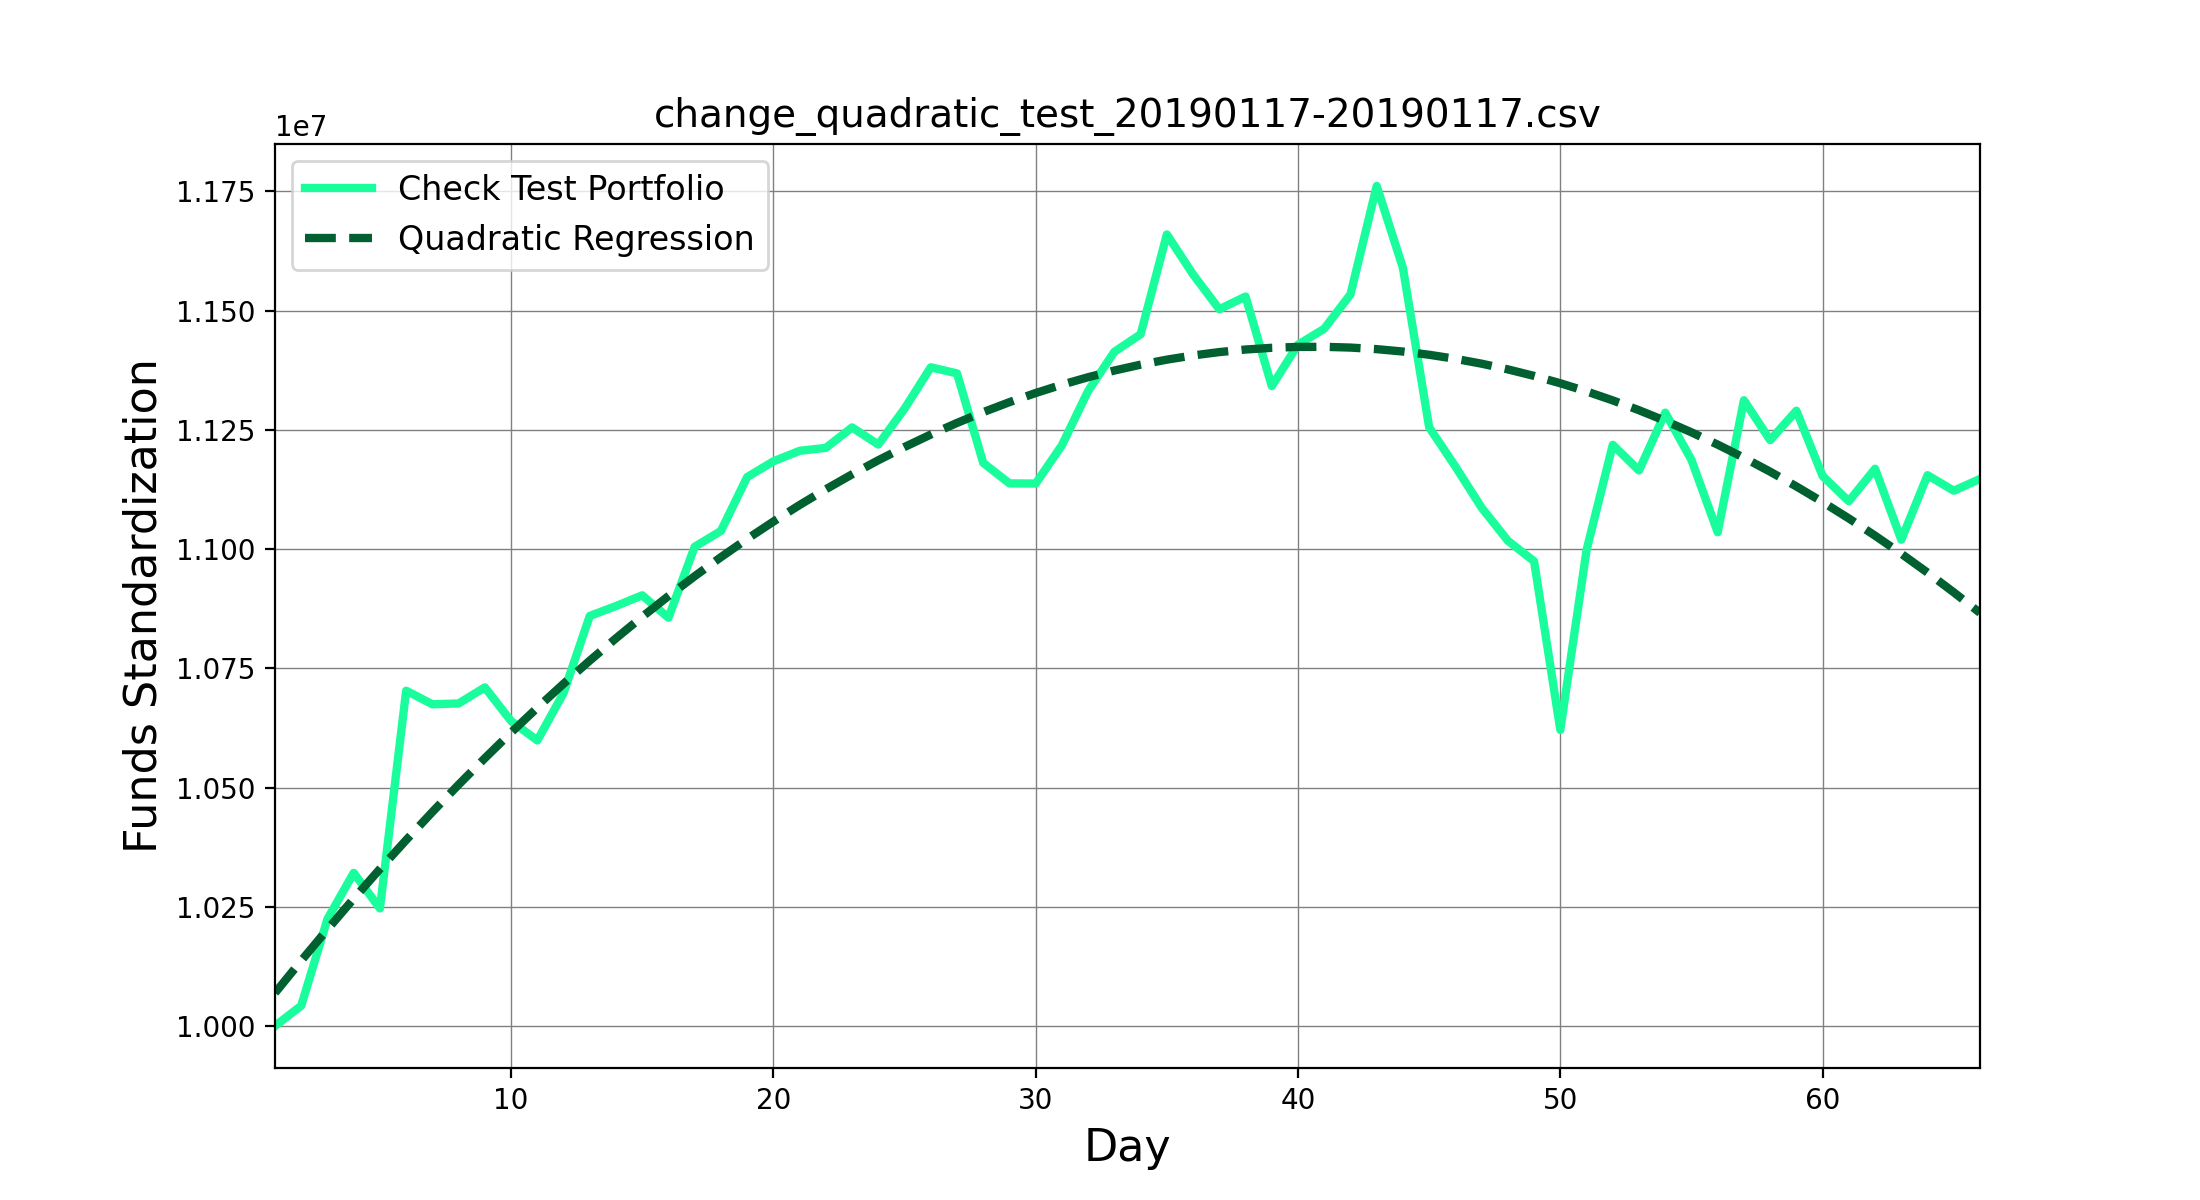 change_quadratic_test_20190117-20190117.csv
1e7
Check Test Portfolio
Quadratic Regression
1.175
1.150
1.125
1.100
1.075
1.050
1.025
1.000
Funds Standardization
10 20 30 40 50 60
Day